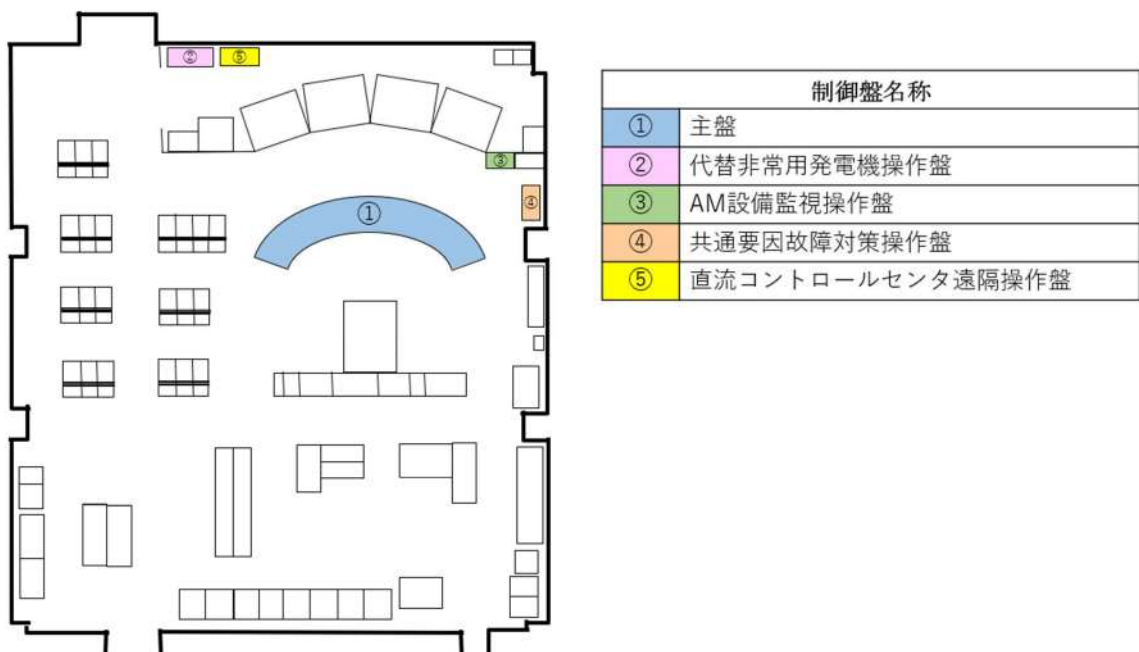 ② ⑤
③
④
①
制御盤名称
① 主盤
② 代替非常用発電機操作盤
③ AM設備監視操作盤
④ 共通要因故障対策操作盤
⑤ 直流コントロールセンタ遠隔操作盤